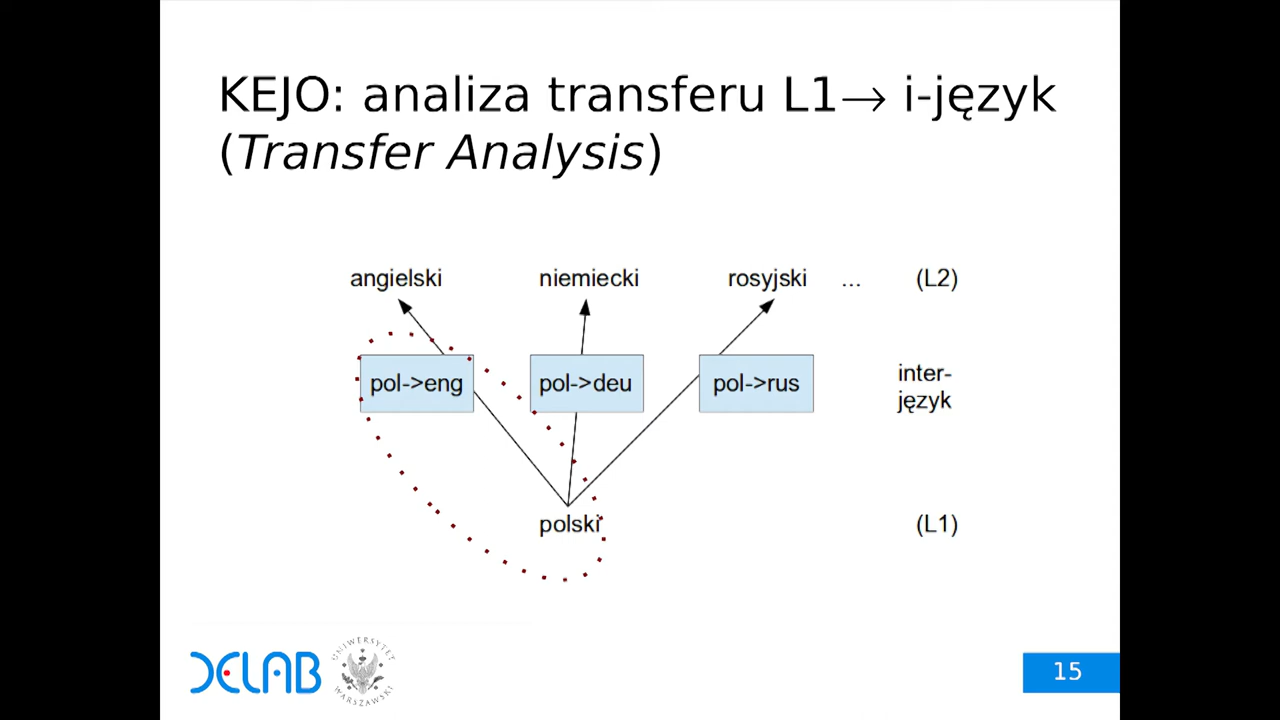 KEJO: analiza transferu L1→ i-język
(Transfer Analysis)
angielski niemiecki rosyjski ... (L2)
pol->eng pol->deu pol->rus
inter-
język
polski (L1)
DELAB
UNIWERSYTET
WARSZAWSKI
15